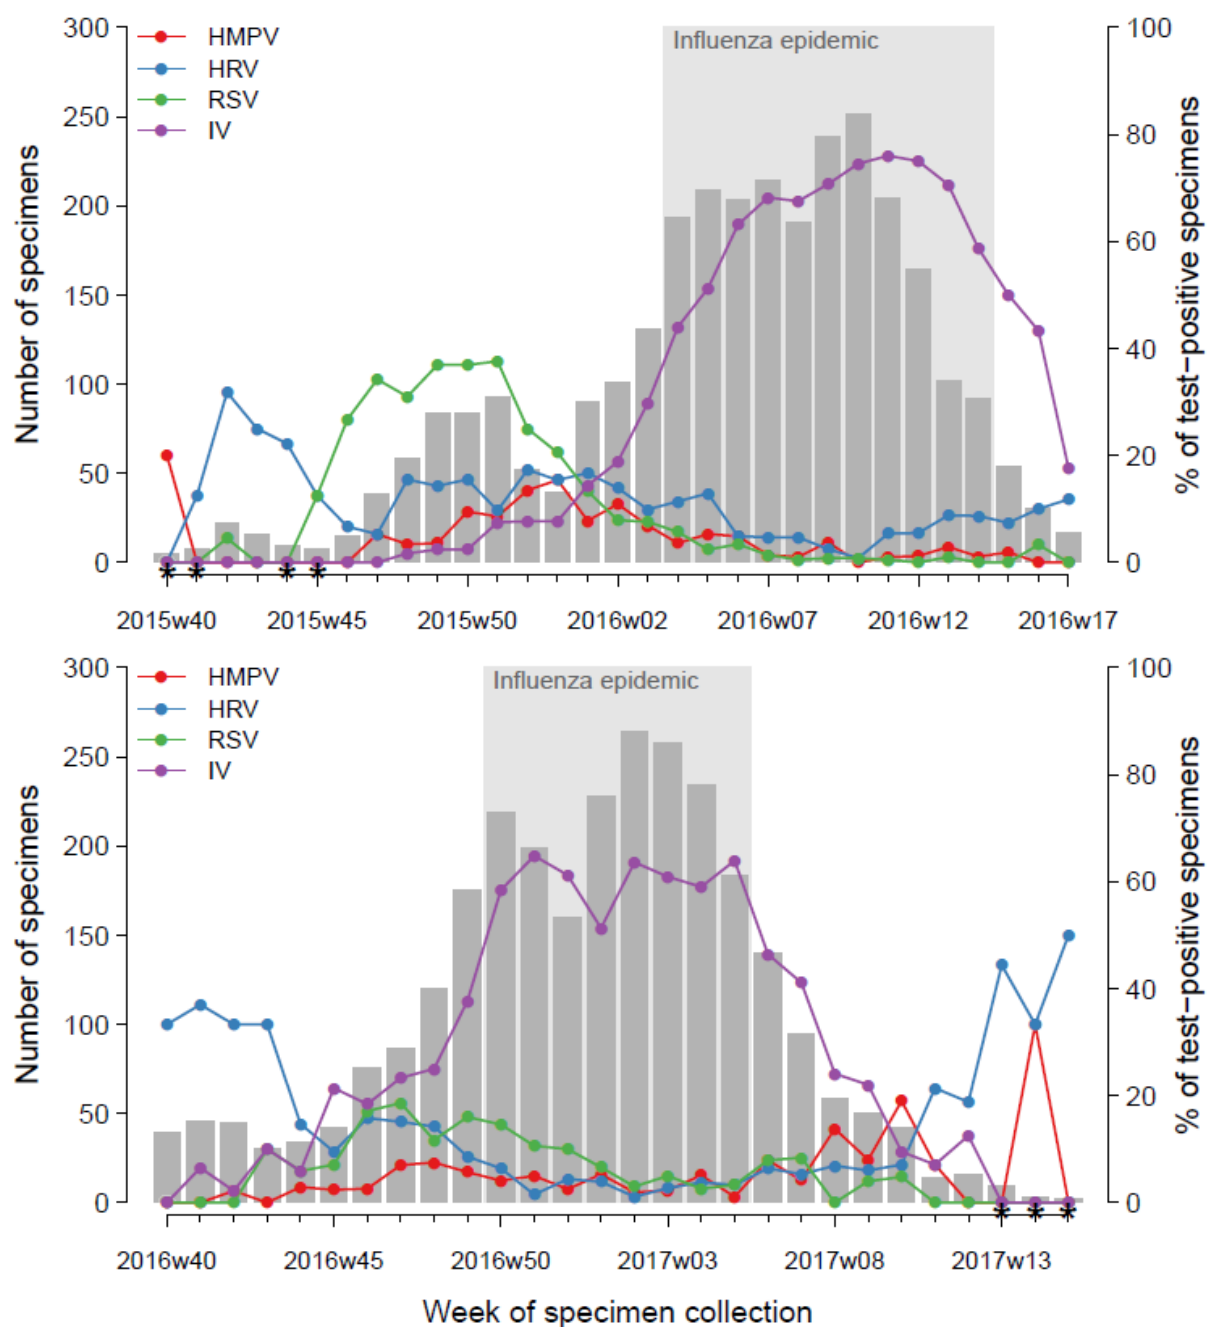 Number of specimens
300
250
200
150
100
50
0
HMPV
HRV
RSV
IV
Influenza epidemic
100
80
60
40
20
0
% of test−positive specimens
* * * *
2015w40 2015w45 2015w50 2016w02 2016w07 2016w12 2016w17
Number of specimens
300
250
200
150
100
50
0
HMPV
HRV
RSV
IV
Influenza epidemic
100
80
60
40
20
0
% of test−positive specimens
* * *
2016w40 2016w45 2016w50 2017w03 2017w08 2017w13
Week of specimen collection